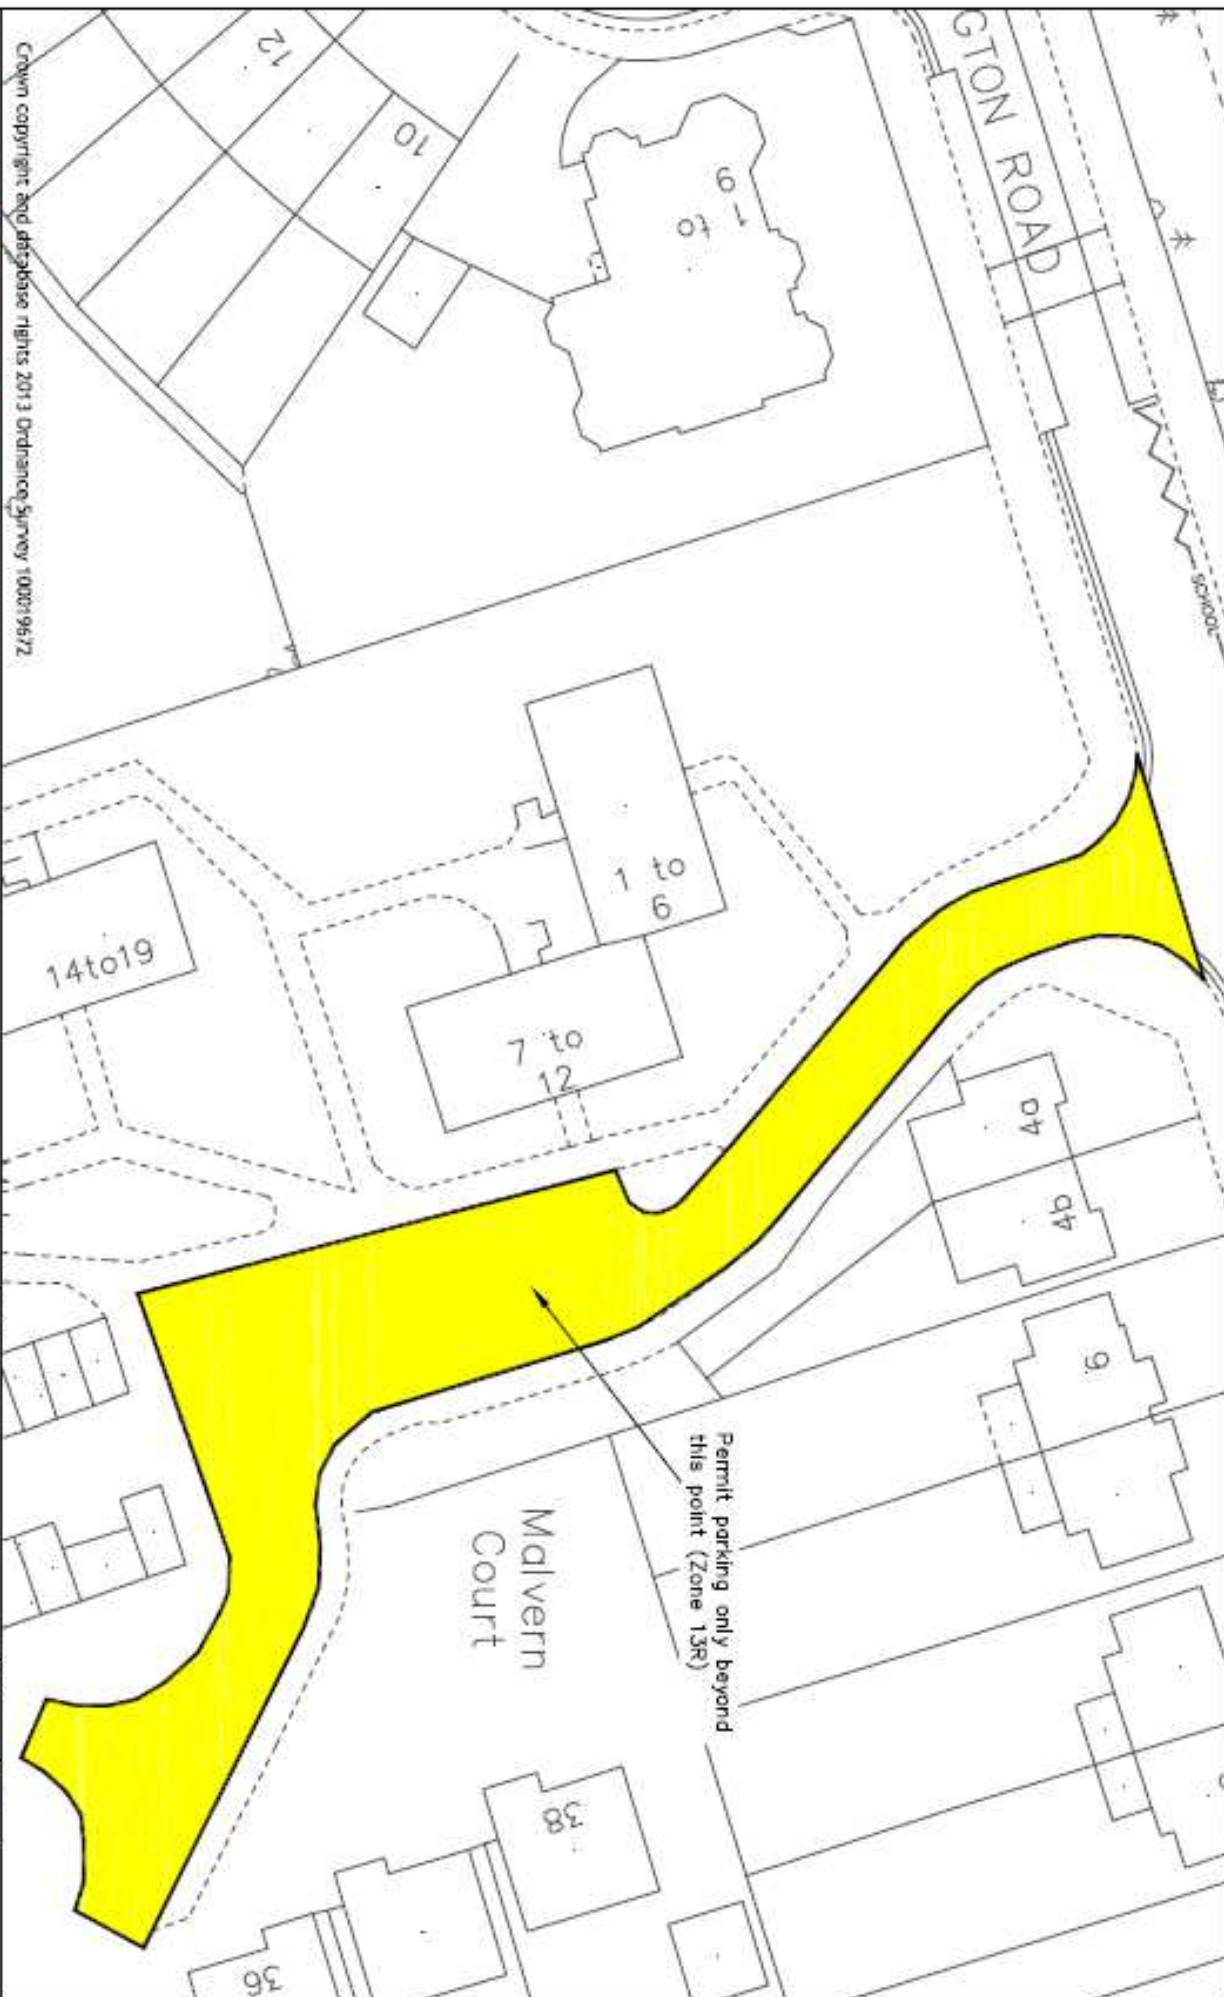 GTON ROAD
SCHOOL
12
10
1
to
9
1 to
6
7 to
12
14to19
4a
4b
6
Permit parking only beyond
this point (Zone 13R)
Malvern
Court
38
36
Crown copyright and database rights 2013 Ordnance Survey 100019672